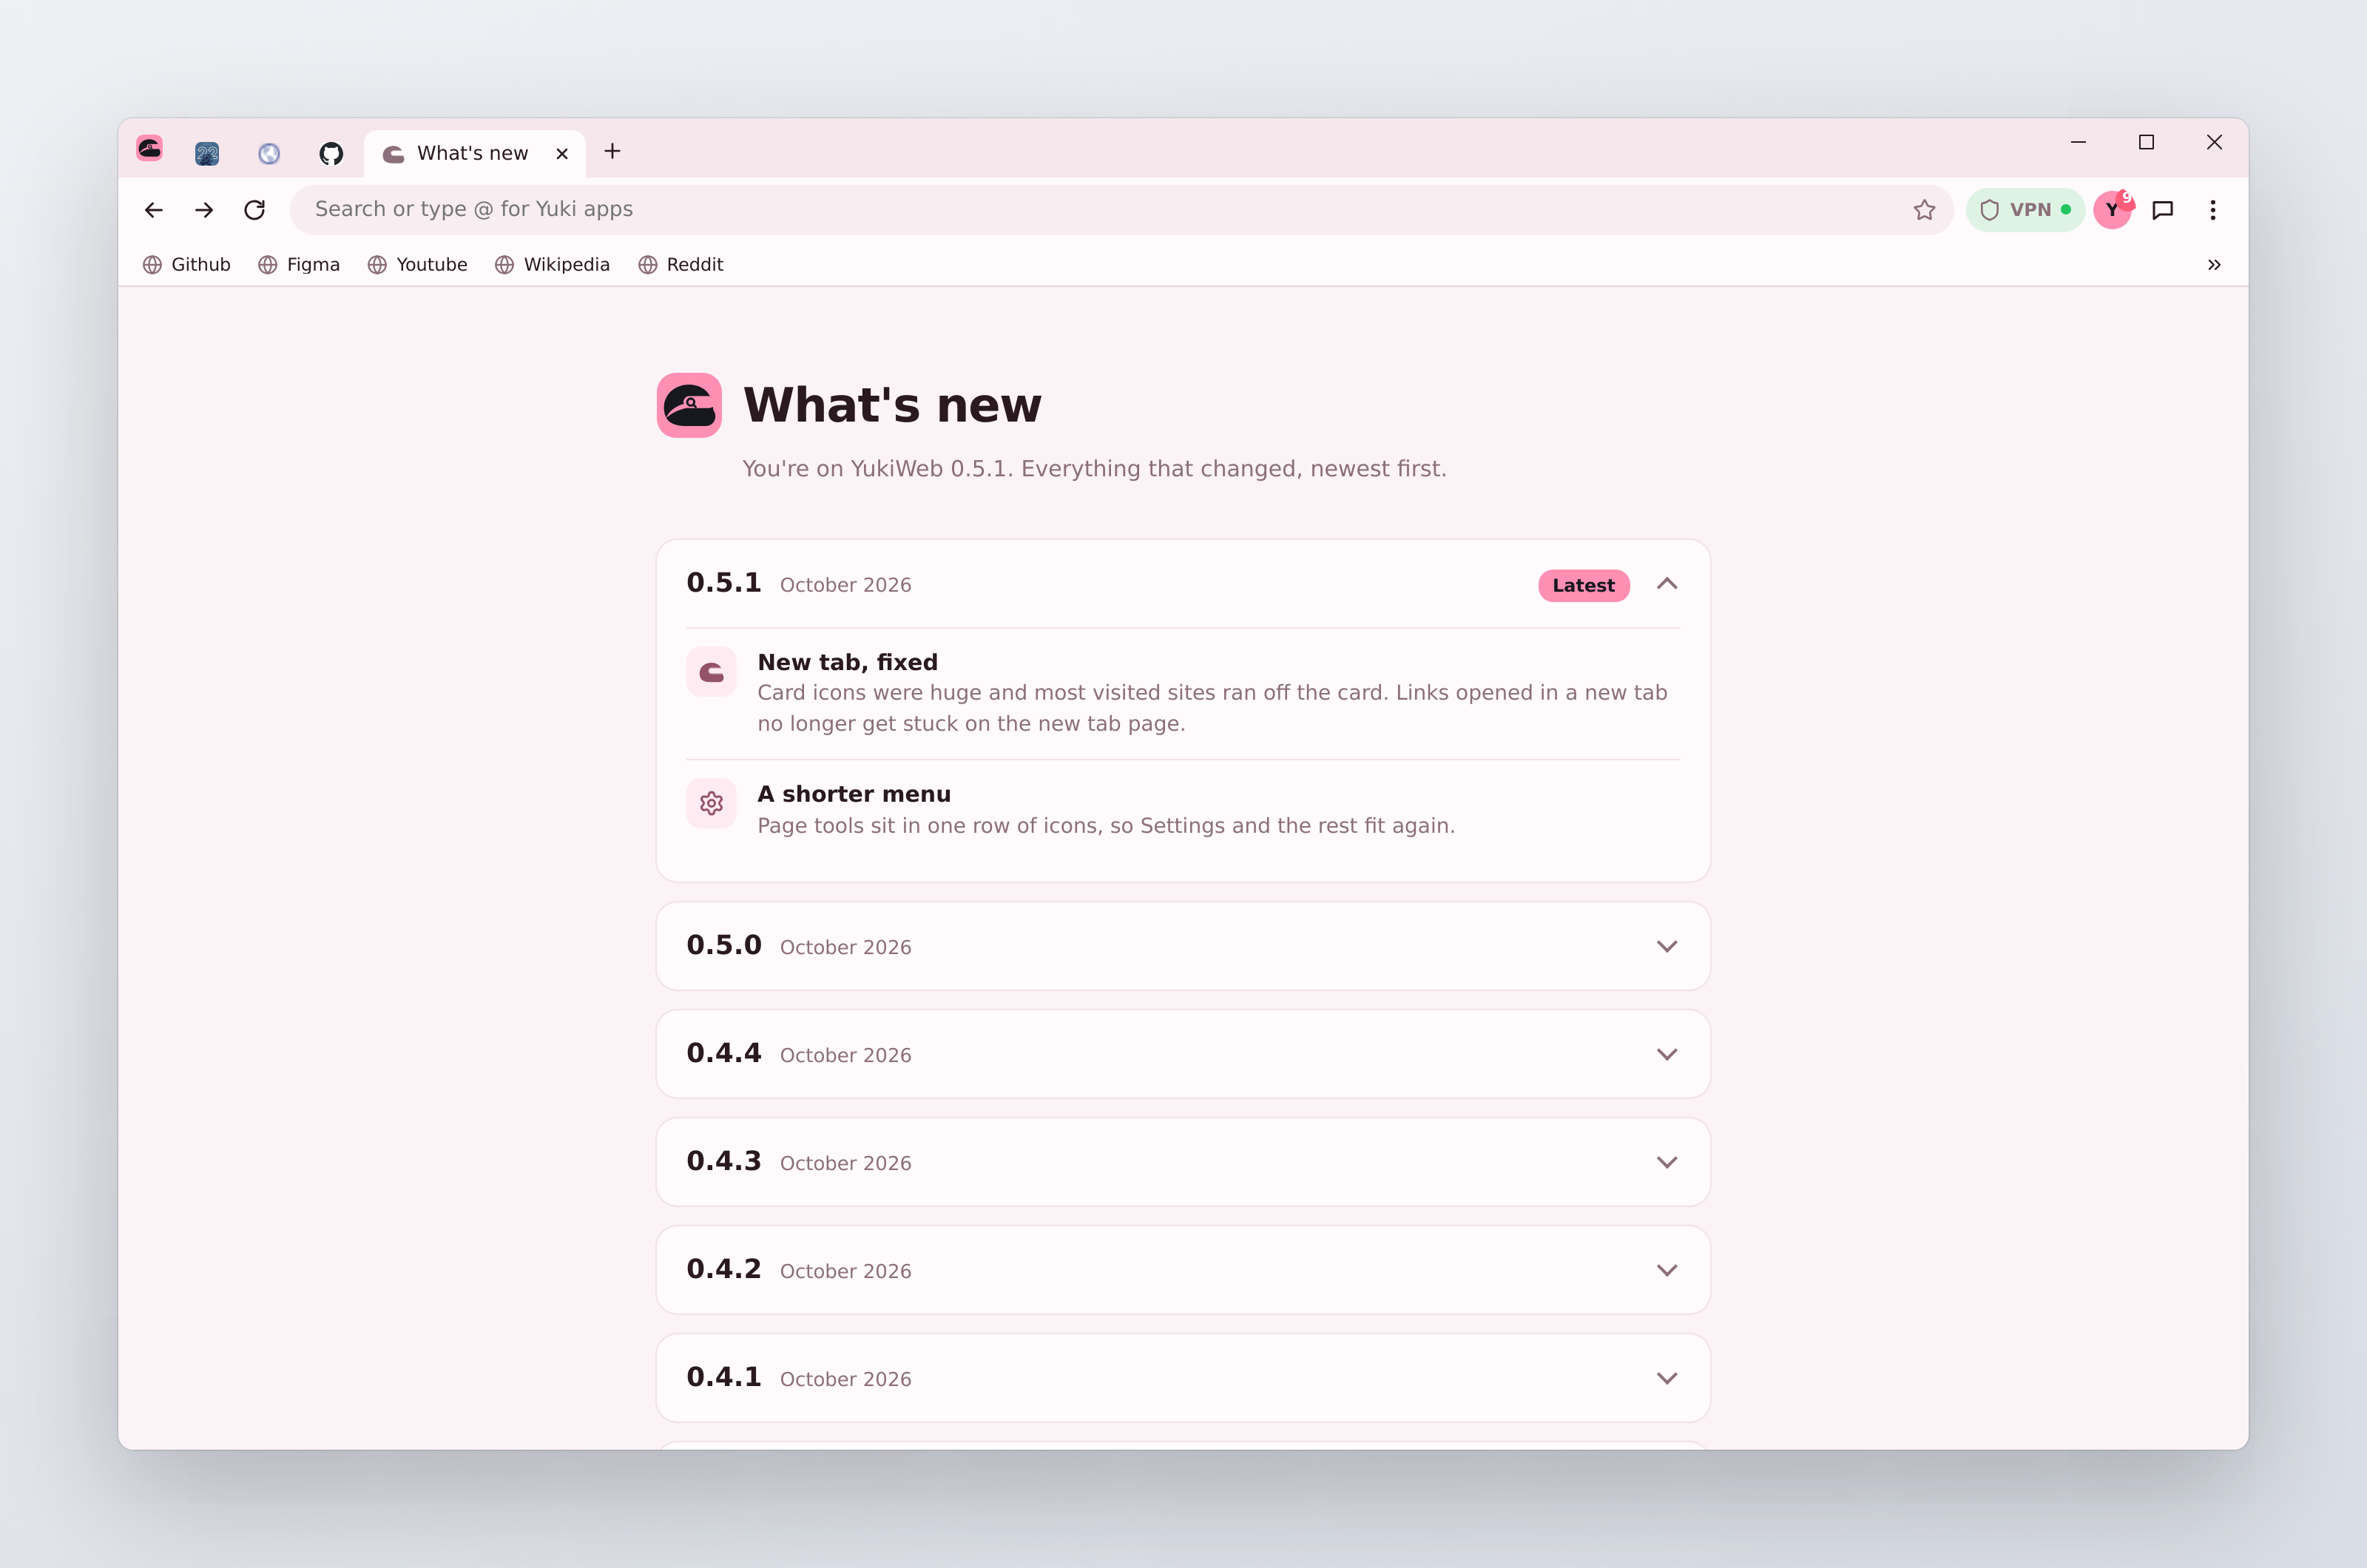 22
What's new
Search or type @ for Yuki apps
VPN
Y
9
Github
Figma
Youtube
Wikipedia
Reddit
What's new
You're on YukiWeb 0.5.1. Everything that changed, newest first.
0.5.1 October 2026
Latest
New tab, fixed
Card icons were huge and most visited sites ran off the card. Links opened in a new tab
no longer get stuck on the new tab page.
A shorter menu
Page tools sit in one row of icons, so Settings and the rest fit again.
0.5.0 October 2026
0.4.4 October 2026
0.4.3 October 2026
0.4.2 October 2026
0.4.1 October 2026